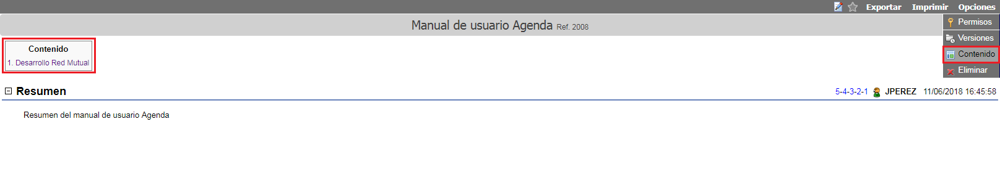 Exportar Imprimir Opciones
Manual de usuario Agenda Ref. 2008
Permisos
Versiones
Contenido
Eliminar
Contenido
1. Desarrollo Red Mutual
Resumen 5-4-3-2-1 JPEREZ 11/06/2018 16:45:58
Resumen del manual de usuario Agenda